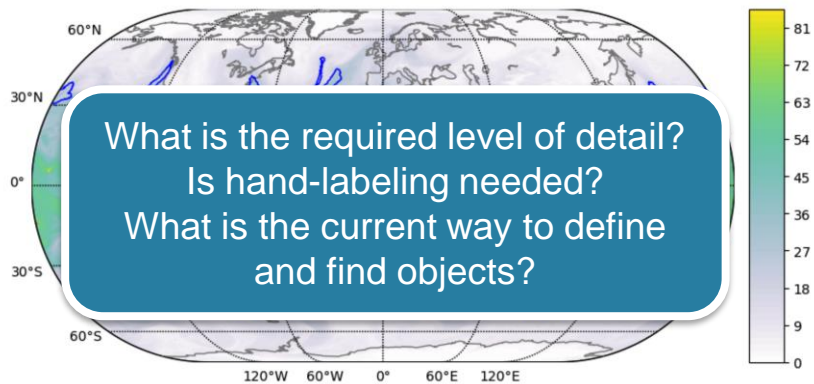 60°N
30°N
0°
30°S
60°S
What is the required level of detail?
Is hand-labeling needed?
What is the current way to define
and find objects?
120°W 60°W 0° 60°E 120°E
81
72
63
54
45
36
27
18
9
0